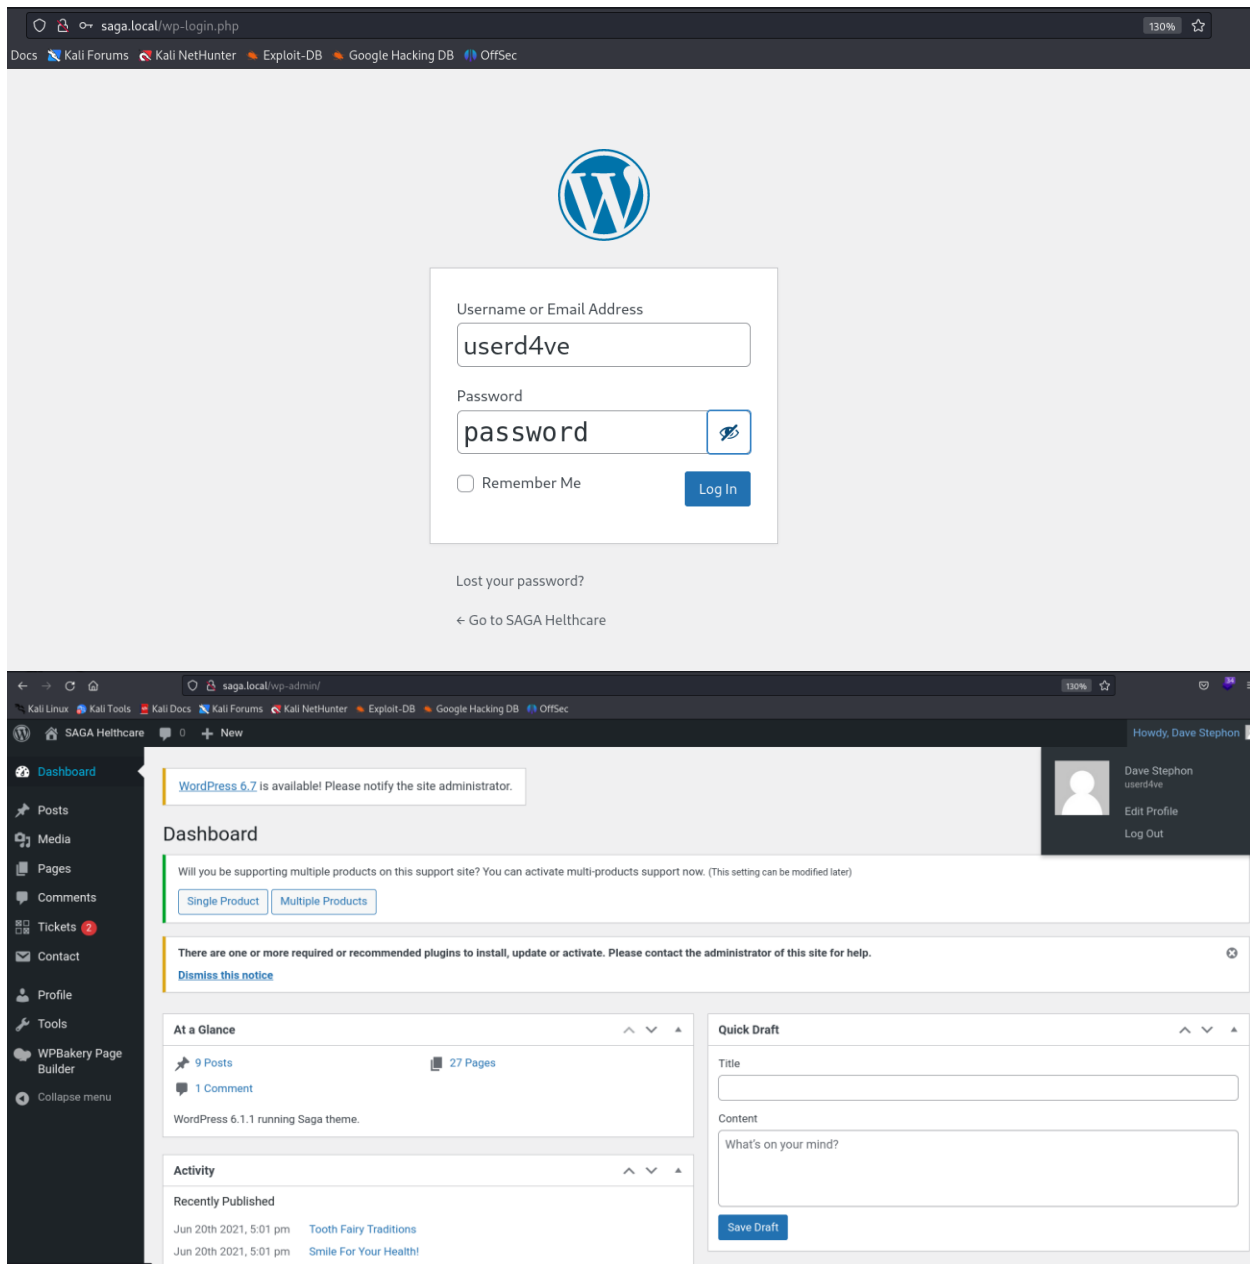 saga.local/wp-login.php
130%
Docs Kali Forums Kali NetHunter Exploit-DB Google Hacking DB OffSec
Username or Email Address
userd4ve
Password
password
Remember Me
Log In
Lost your password?
← Go to SAGA Helthcare
saga.local/wp-admin/
130%
34
Kali Linux Kali Tools Kali Docs Kali Forums Kali NetHunter Exploit-DB Google Hacking DB OffSec
SAGA Helthcare 0 + New
Howdy, Dave Stephon
Dave Stephon
userd4ve
Edit Profile
Log Out
Dashboard
Posts
Media
Pages
Comments
Tickets 2
Contact
Profile
Tools
WPBakery Page
Builder
Collapse menu
WordPress 6.7 is available! Please notify the site administrator.
Dashboard
Will you be supporting multiple products on this support site? You can activate multi-products support now. (This setting can be modified later)
Single Product Multiple Products
There are one or more required or recommended plugins to install, update or activate. Please contact the administrator of this site for help.
Dismiss this notice
At a Glance
9 Posts 27 Pages
1 Comment
WordPress 6.1.1 running Saga theme.
Activity
Recently Published
Jun 20th 2021, 5:01 pm Tooth Fairy Traditions
Jun 20th 2021, 5:01 pm Smile For Your Health!
Quick Draft
Title
Content
What's on your mind?
Save Draft